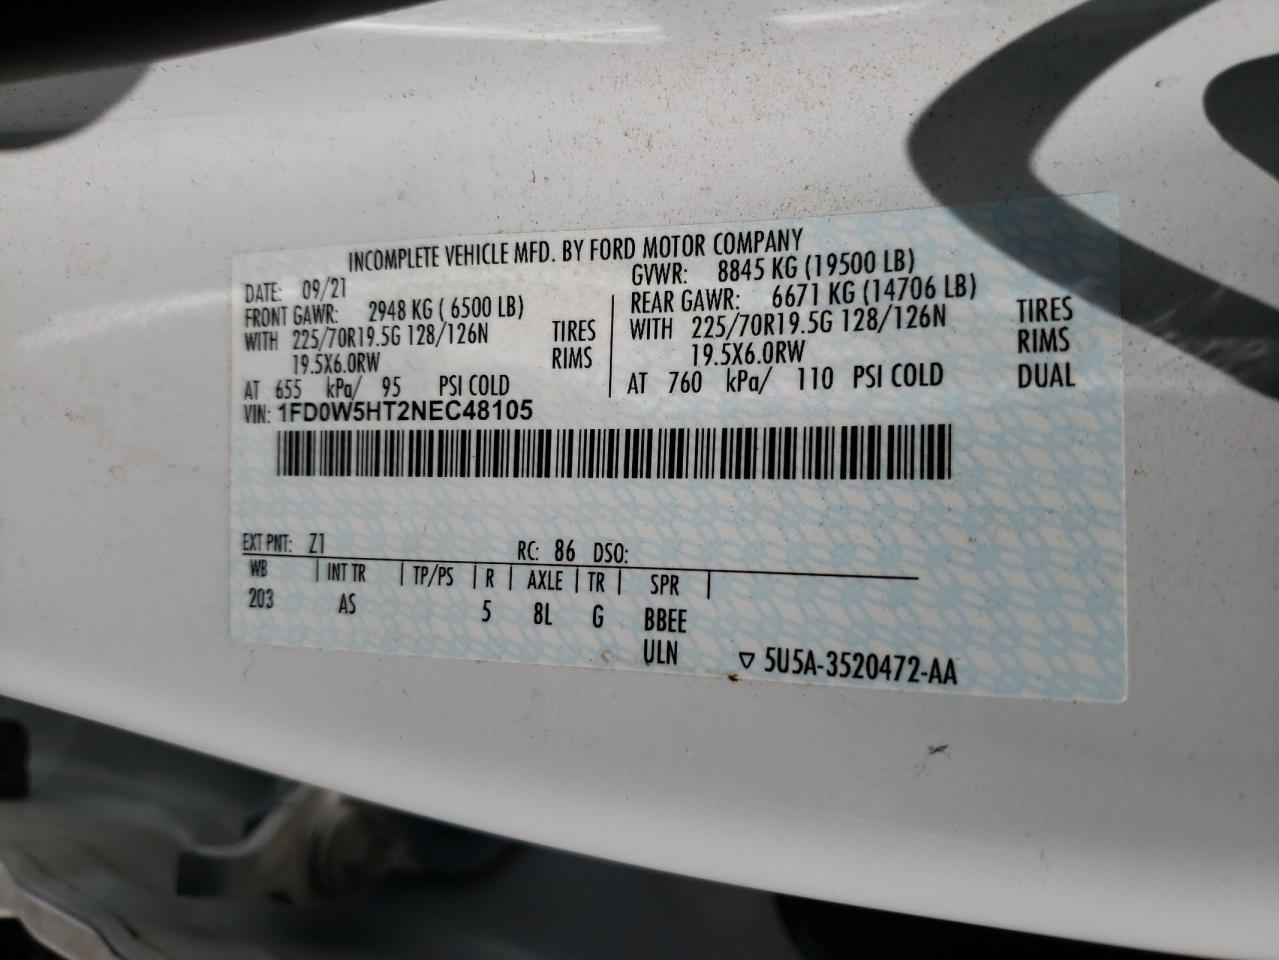 INCOMPLETE VEHICLE MFD. BY FORD MOTOR COMPANY
DATE: 09/21 GVWR: 8845 KG (19500 LB)
FRONT GAWR: 2948 KG ( 6500 LB) REAR GAWR: 6671 KG (14706 LB)
WITH 225/70R19.5G 128/126N TIRES WITH 225/70R19.5G 128/126N TIRES
19.5X6.0RW RIMS 19.5X6.0RW RIMS
AT 655 kPa/ 95 PSI COLD AT 760 kPa/ 110 PSI COLD DUAL
VIN: 1FD0W5HT2NEC48105
EXT PNT: Z1 RC: 86 DSO:
WB | INT TR | TP/PS | R | AXLE | TR | SPR |
203 AS 5 8L G BBEE
ULN ▽ 5U5A-3520472-AA